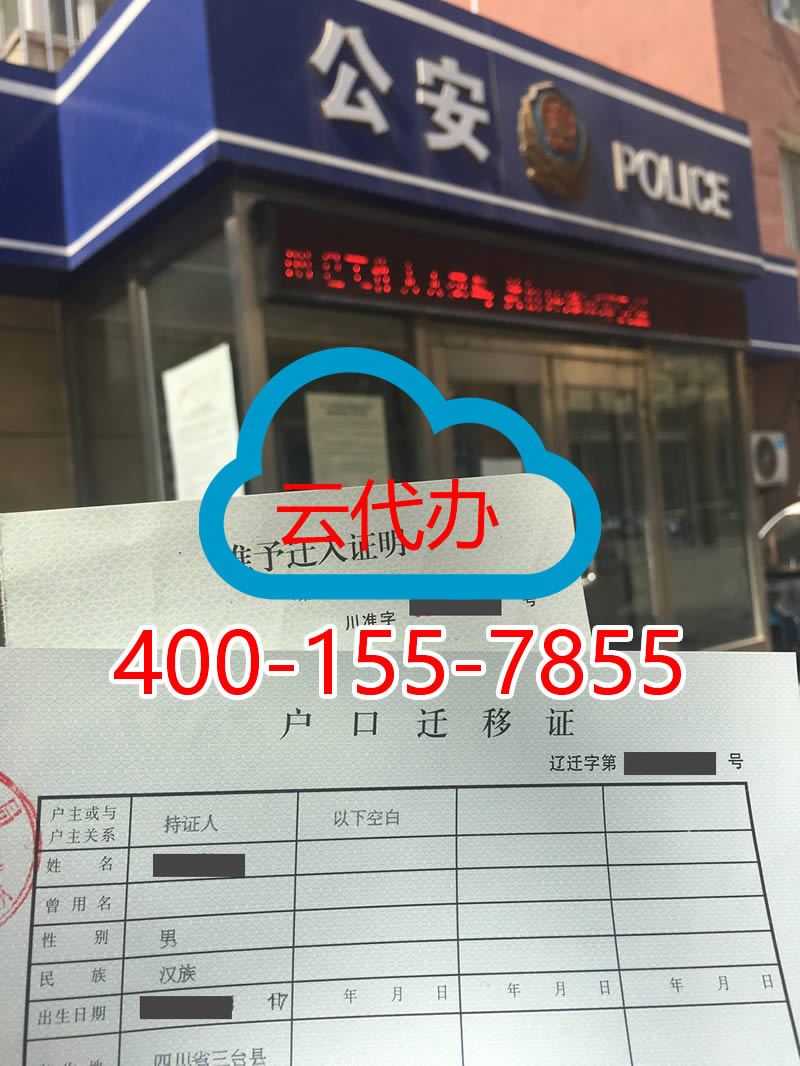 公安 POLICE
云代办
准予迁入证明
川准字 号
400-155-7855
户口迁移证
辽迁字第 号
户主或与户主关系 持证人 以下空白
姓名
曾用名
性别 男
民族 汉族
出生日期 年 月 日 年 月 日 年 月 日
四川省三台县